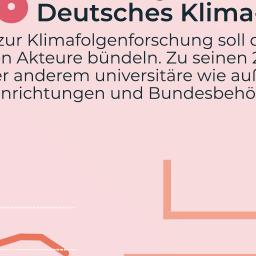 Deutsches Klima-
zur Klimafolgenforschung soll
n Akteure bündeln. Zu seinen 2
er anderem universitäre wie auß
nrichtungen und Bundesbehö